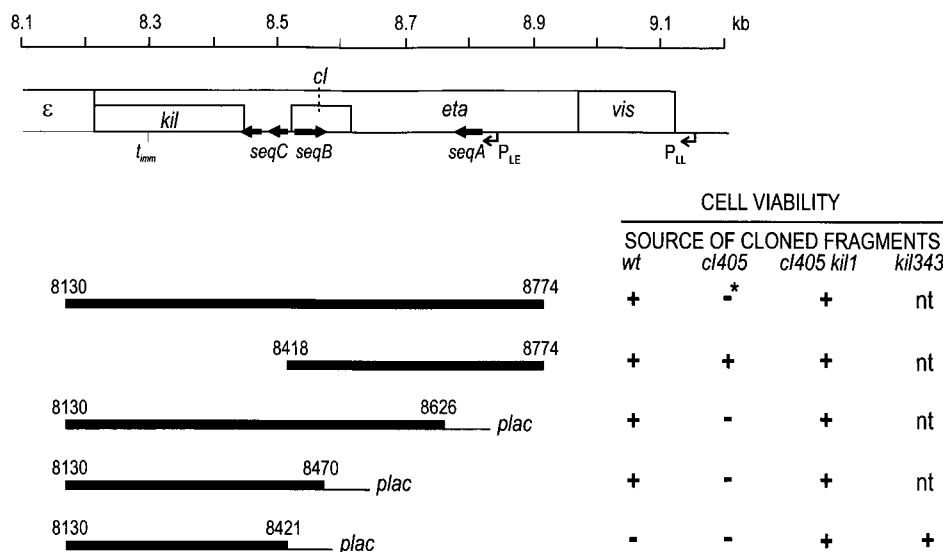 8.1 8.3 8.5 8.7 8.9 9.1 kb
cI
ε kil eta vis
t_imm seqC seqB seqA P_LE P_LL
CELL VIABILITY
SOURCE OF CLONED FRAGMENTS
wt cI405 cI405 kil1 kil343
8130 8774 + -* + nt
8418 8774 + + + nt
8130 8626 plac + - + nt
8130 8470 plac + - + nt
8130 8421 plac - - + +